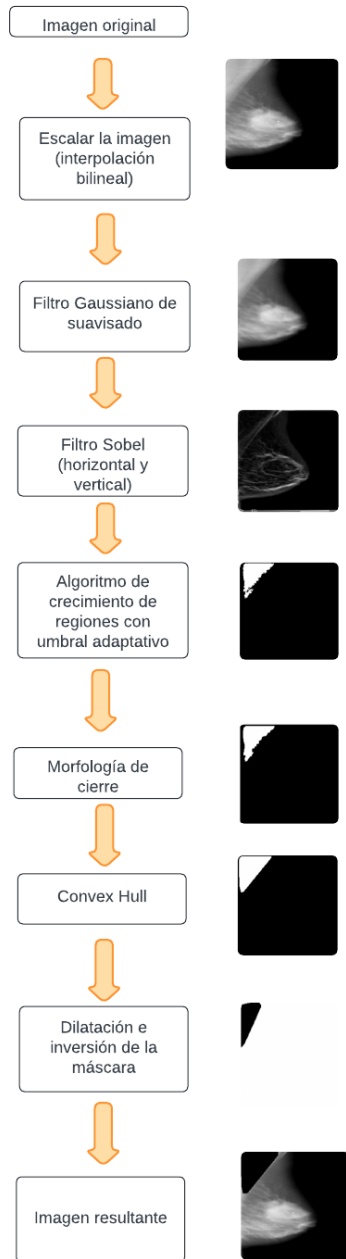 Imagen original
Escalar la imagen
(interpolación
bilineal)
Filtro Gaussiano de
suavisado
Filtro Sobel
(horizontal y
vertical)
Algoritmo de
crecimiento de
regiones con
umbral adaptativo
Morfología de
cierre
Convex Hull
Dilatación e
inversión de la
máscara
Imagen resultante